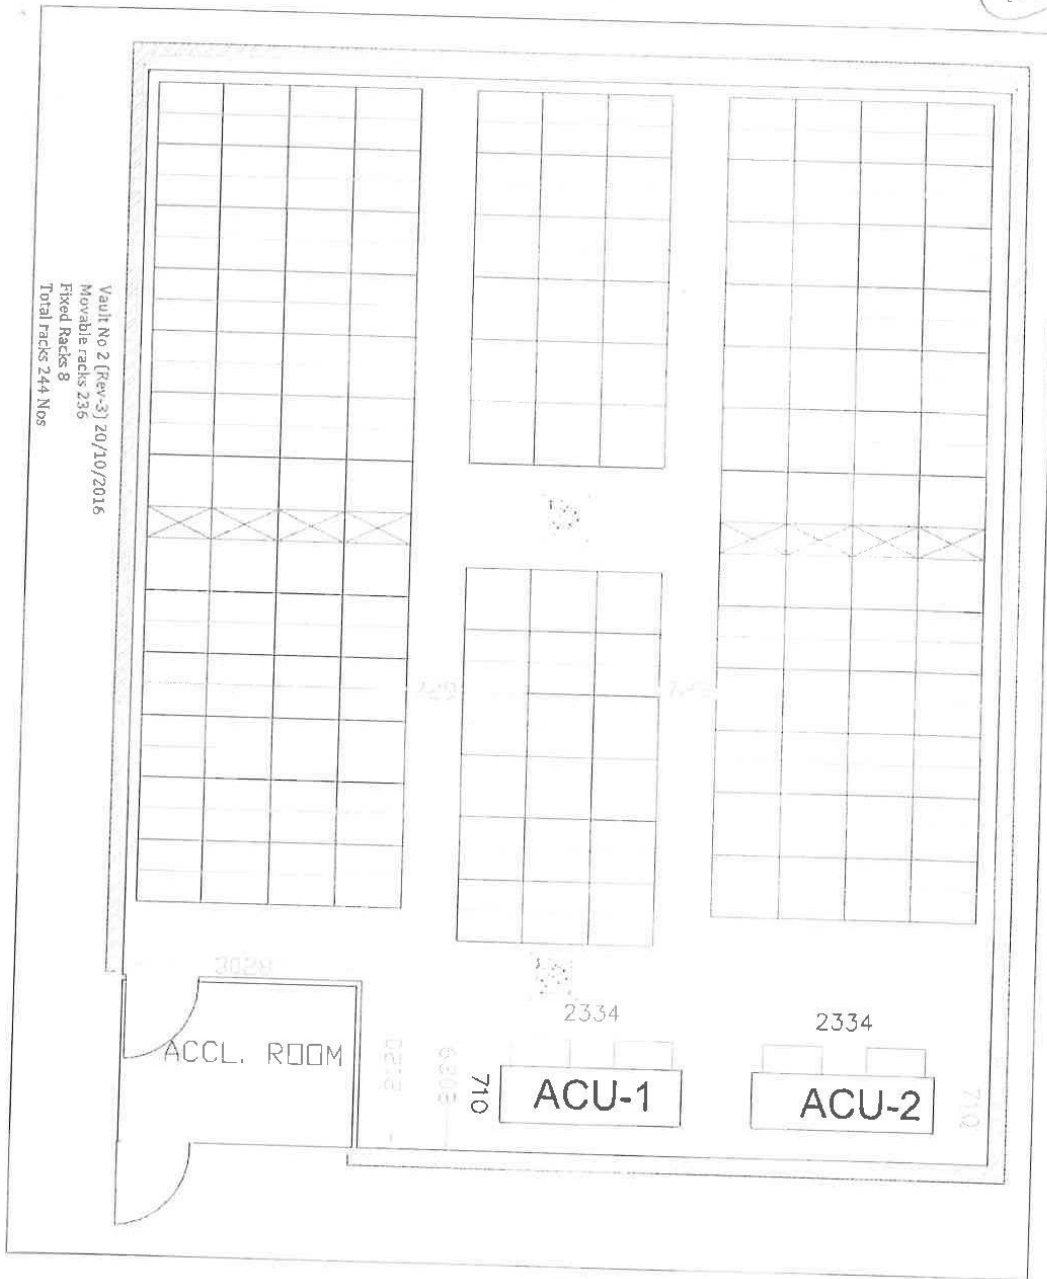 Vault No 2 (Rev-3) 20/10/2016
Movable racks 236
Fixed Racks 8
Total racks 244 Nos
3028
2334
2334
ACCL. ROOM
710
ACU-1
ACU-2
710